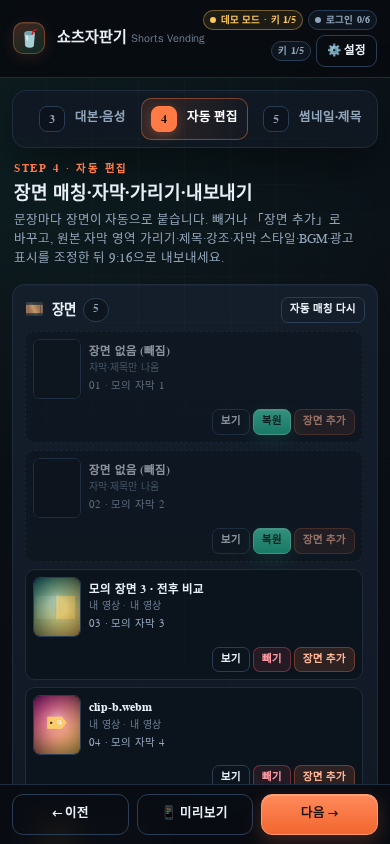 데모 모드 · 키 1/5
로그인 0/6
쇼츠자판기 Shorts Vending
키 1/5
⚙️ 설정
3 대본·음성
4 자동 편집
5 썸네일·제목
STEP 4 · 자동 편집
장면 매칭·자막·가리기·내보내기
문장마다 장면이 자동으로 붙습니다. 빼거나 「장면 추가」로
바꾸고, 원본 자막 영역 가리기·제목·강조·자막 스타일·BGM·광고
표시를 조정한 뒤 9:16으로 내보내세요.
🎞️ 장면 5
자동 매칭 다시
장면 없음 (빼짐)
자막·제목만 나옴
01 · 모의 자막 1
보기 복원 장면 추가
장면 없음 (빼짐)
자막·제목만 나옴
02 · 모의 자막 2
보기 복원 장면 추가
모의 장면 3 · 전후 비교
내 영상 · 내 영상
03 · 모의 자막 3
보기 빼기 장면 추가
clip-b.webm
내 영상 · 내 영상
04 · 모의 자막 4
보기 빼기 장면 추가
← 이전
📱 미리보기
다음 →